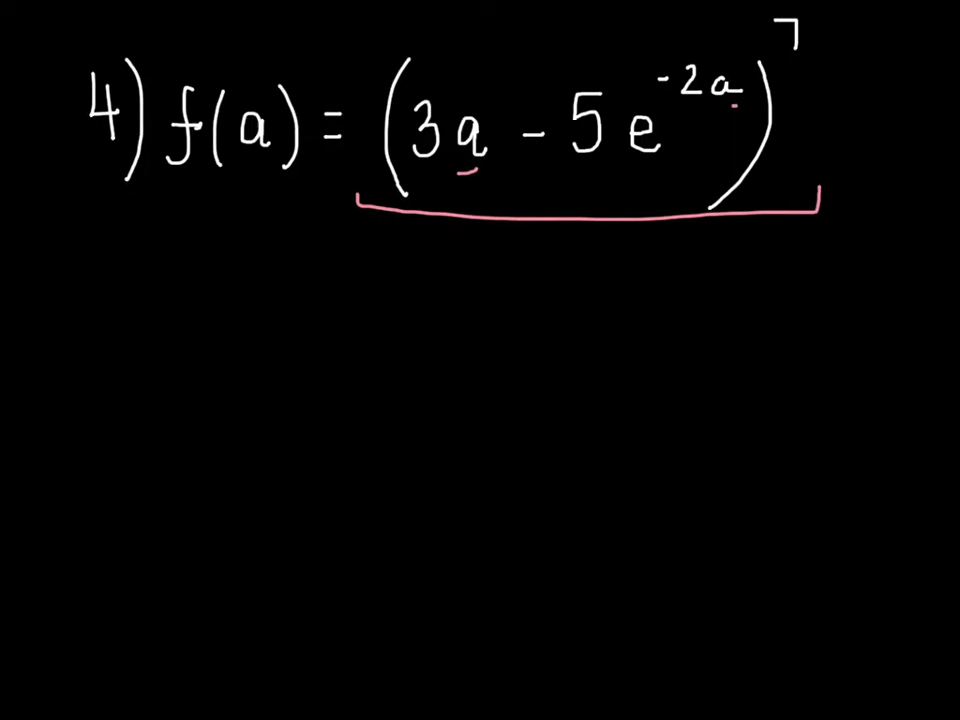 4) f(a) = (3a - 5e^{-2a})^7